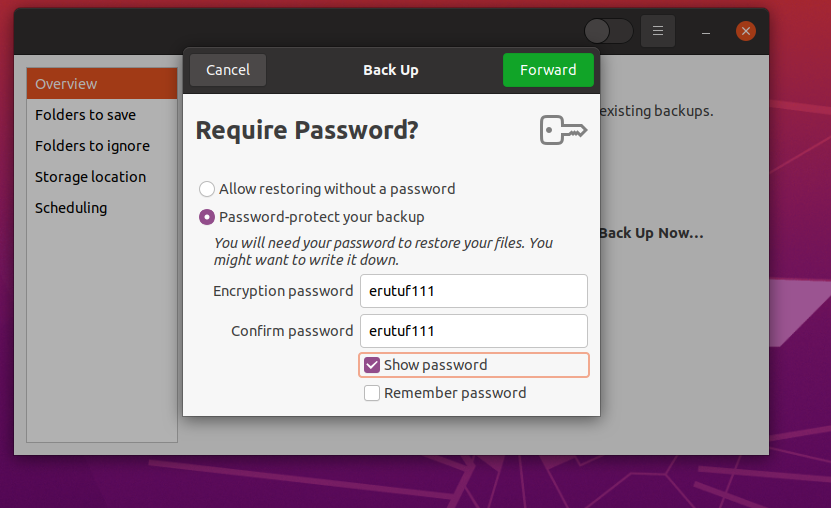 Cancel
Back Up
Forward
Overview
Folders to save
Folders to ignore
Storage location
Scheduling
existing backups.
Back Up Now...
Require Password?
Allow restoring without a password
Password-protect your backup
You will need your password to restore your files. You
might want to write it down.
Encryption password erutuf111
Confirm password erutuf111
Show password
Remember password